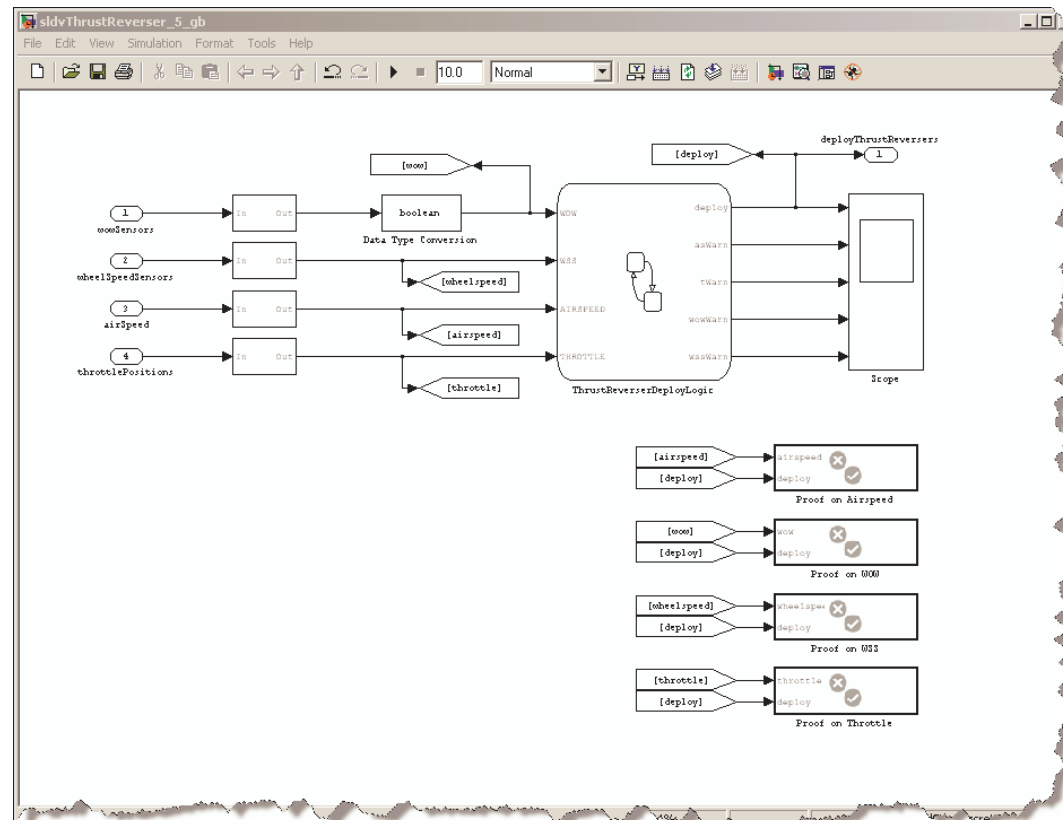 sldvThrustReverser_5_gb
File Edit View Simulation Format Tools Help
10.0 Normal
deployThrustReversers
[wow] [deploy] 1
1 In Out boolean WOW deploy
wowSensors Data Type Conversion
asWarn
2 In Out WSS
wheelSpeedSensors [wheelspeed] tWarn
3 In Out AIRSPEED
airSpeed [airspeed] wowWarn
4 In Out THROTTLE wssWarn
throttlePositions [throttle] ThrustReverserDeployLogic Scope
[airspeed] airspeed
[deploy] deploy
Proof on Airspeed
[wow] wow
[deploy] deploy
Proof on WOW
[wheelspeed] wheelspee
[deploy] deploy
Proof on WSS
[throttle] throttle
[deploy] deploy
Proof on Throttle